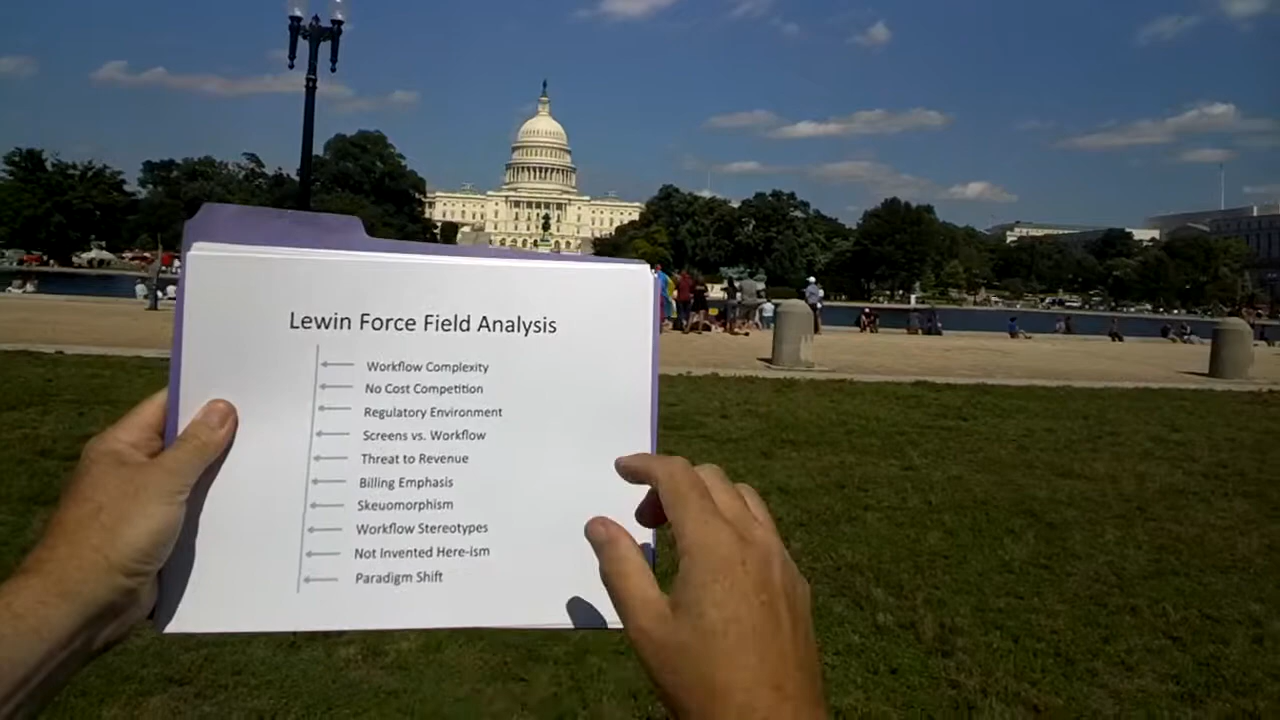 Lewin Force Field Analysis
Workflow Complexity
No Cost Competition
Regulatory Environment
Screens vs. Workflow
Threat to Revenue
Billing Emphasis
Skeuomorphism
Workflow Stereotypes
Not Invented Here-ism
Paradigm Shift